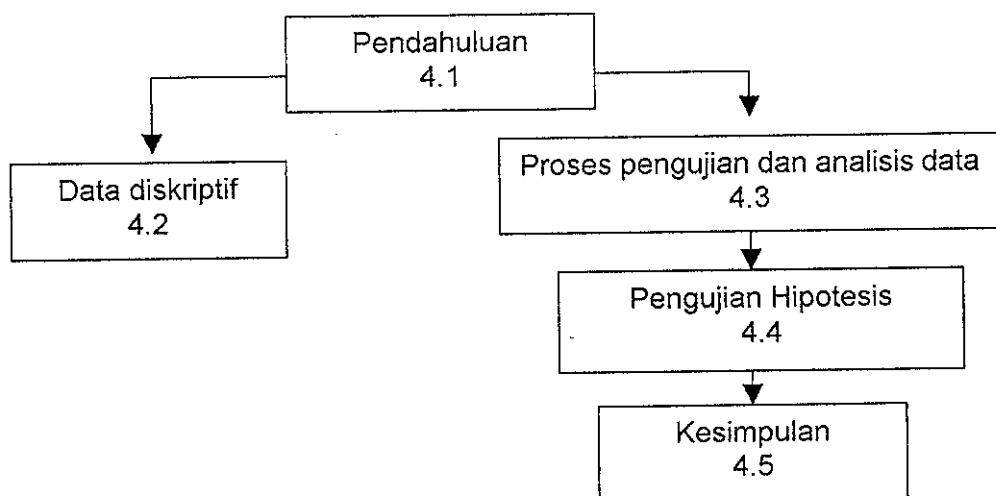 Pendahuluan
4.1
Data diskriptif
4.2
Proses pengujian dan analisis data
4.3
Pengujian Hipotesis
4.4
Kesimpulan
4.5